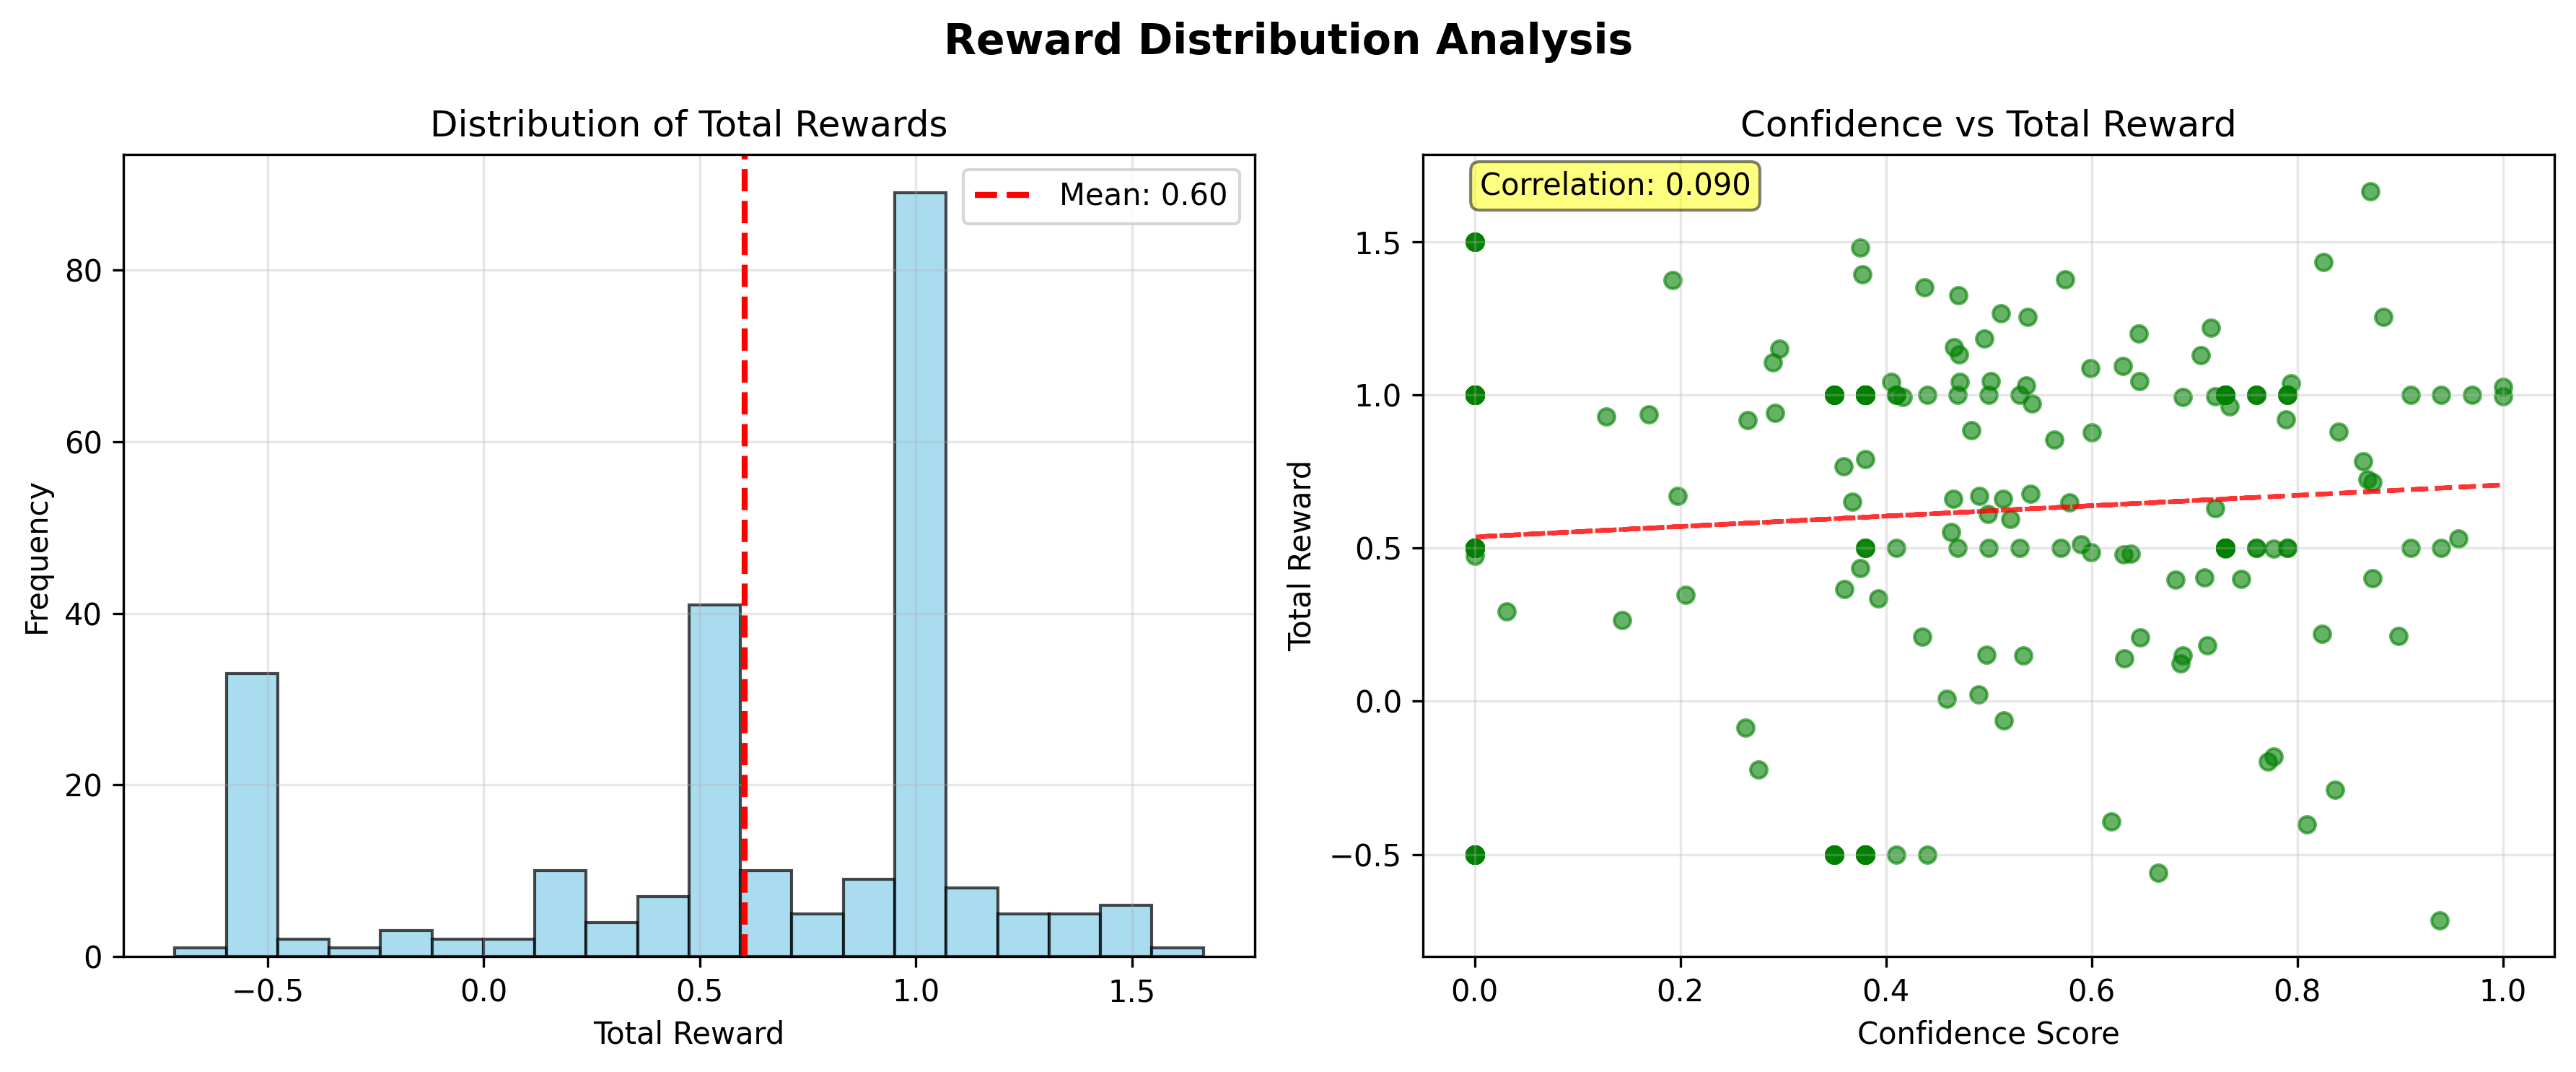 Reward Distribution Analysis
Distribution of Total Rewards
Mean: 0.60
Frequency
80
60
40
20
0
−0.5
0.0
0.5
1.0
1.5
Total Reward
Confidence vs Total Reward
Correlation: 0.090
Total Reward
1.5
1.0
0.5
0.0
−0.5
0.0
0.2
0.4
0.6
0.8
1.0
Confidence Score